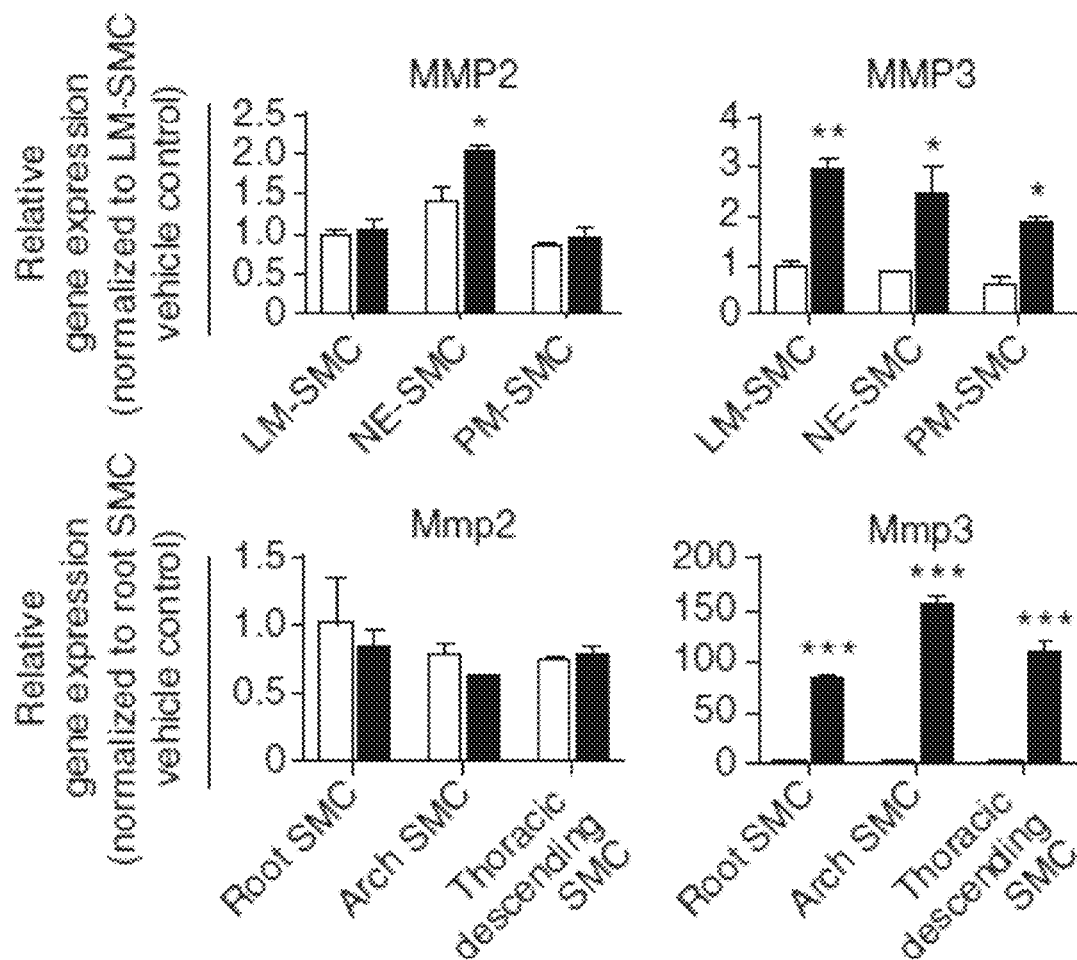 Relative
gene expression
(normalized to LM-SMC
vehicle control)
MMP2
2.5
2.0
1.5
1.0
0.5
0
*
LM-SMC
NE-SMC
PM-SMC
MMP3
4
3
2
1
0
**
*
*
LM-SMC
NE-SMC
PM-SMC
Relative
gene expression
(normalized to root SMC
vehicle control)
Mmp2
1.5
1.0
0.5
0
Root SMC
Arch SMC
Thoracic
descending
SMC
Mmp3
200
150
100
50
0
***
***
***
Root SMC
Arch SMC
Thoracic
descending
SMC